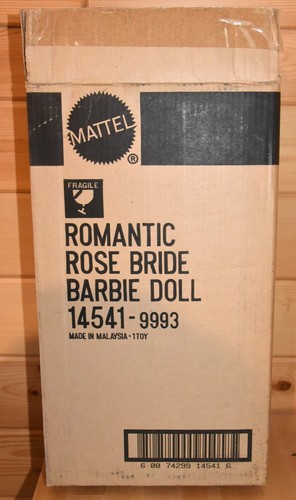 MATTEL
®
FRAGILE
ROMANTIC
ROSE BRIDE
BARBIE DOLL
14541-9993
MADE IN MALAYSIA•1TOY
6 00 74299 14541 6